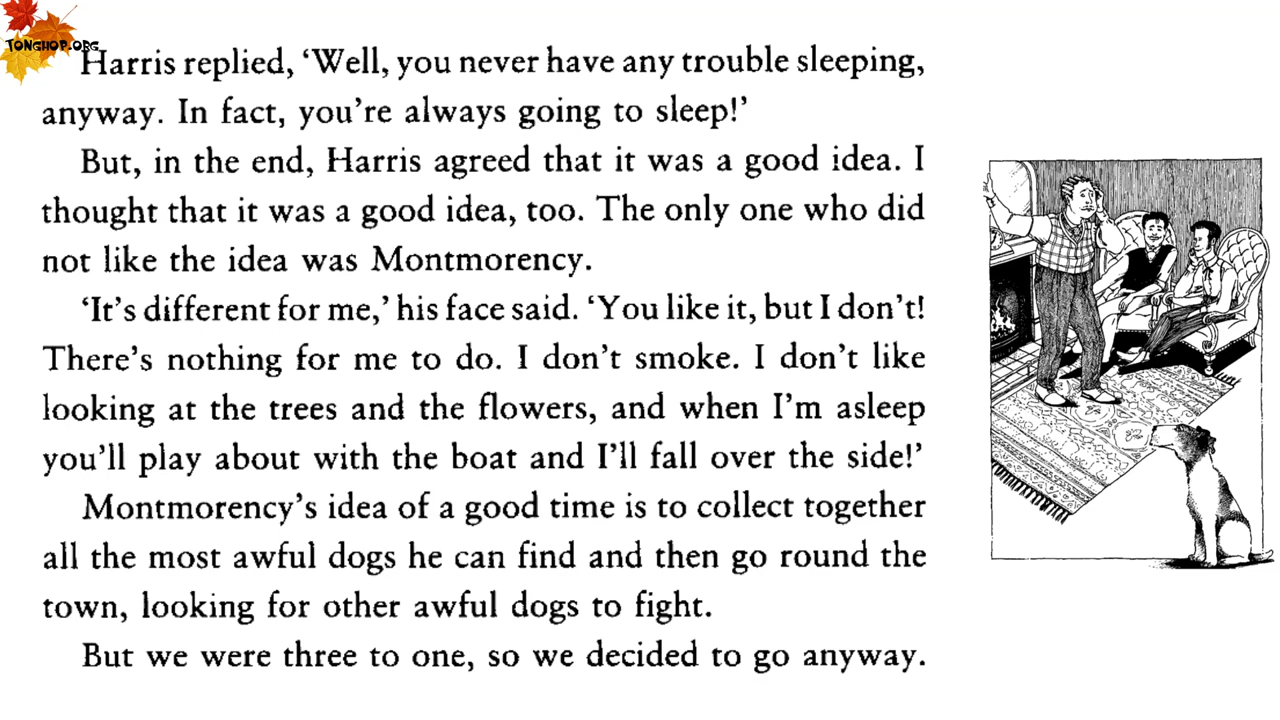 TONGHOP.ORG
Harris replied, ‘Well, you never have any trouble sleeping,
anyway. In fact, you’re always going to sleep!’
But, in the end, Harris agreed that it was a good idea. I
thought that it was a good idea, too. The only one who did
not like the idea was Montmorency.
‘It’s different for me,’ his face said. ‘You like it, but I don’t!
There’s nothing for me to do. I don’t smoke. I don’t like
looking at the trees and the flowers, and when I’m asleep
you’ll play about with the boat and I’ll fall over the side!’
Montmorency’s idea of a good time is to collect together
all the most awful dogs he can find and then go round the
town, looking for other awful dogs to fight.
But we were three to one, so we decided to go anyway.